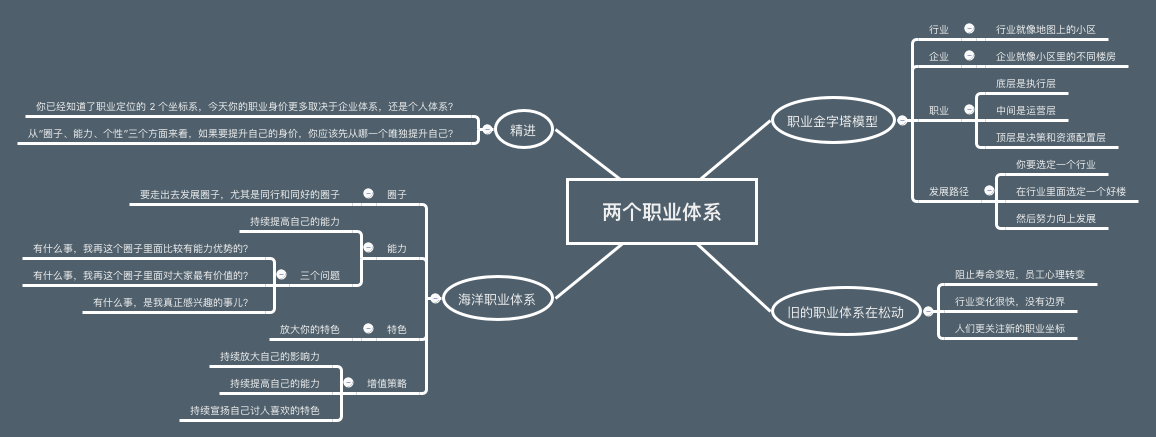 两个职业体系
职业金字塔模型
行业
行业就像地图上的小区
企业
企业就像小区里的不同楼房
职业
底层是执行层
中间是运营层
顶层是决策和资源配置层
发展路径
你要选定一个行业
在行业里面选定一个好楼
然后努力向上发展
旧的职业体系在松动
阻止寿命变短，员工心理转变
行业变化很快，没有边界
人们更关注新的职业坐标
海洋职业体系
圈子
要走出去发展圈子，尤其是同行和同好的圈子
能力
持续提高自己的能力
三个问题
有什么事，我再这个圈子里面比较有能力优势的？
有什么事，我再这个圈子里面对大家最有价值的？
有什么事，是我真正感兴趣的事儿？
特色
放大你的特色
增值策略
持续放大自己的影响力
持续提高自己的能力
持续宣扬自己讨人喜欢的特色
精进
你已经知道了职业定位的 2 个坐标系，今天你的职业身价更多取决于企业体系，还是个人体系？
从“圈子、能力、个性”三个方面来看，如果要提升自己的身价，你应该先从哪一个唯独提升自己？